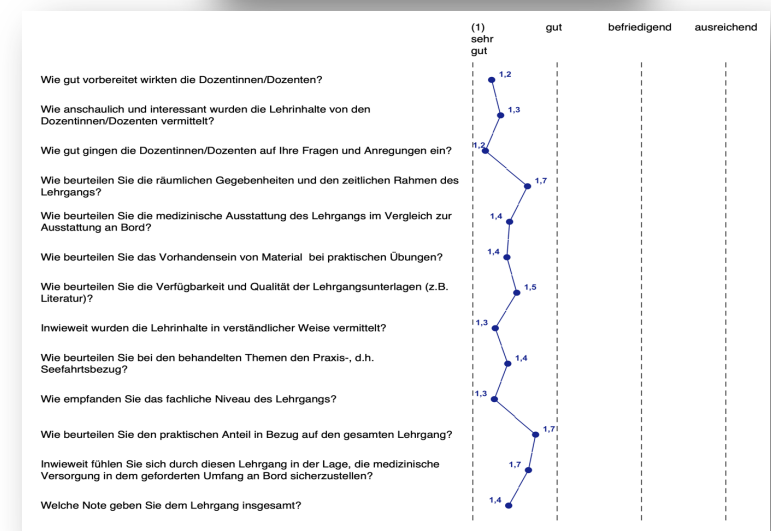 (1)
sehr
gut
gut
befriedigend
ausreichend
Wie gut vorbereitet wirkten die Dozentinnen/Dozenten?
1,2
Wie anschaulich und interessant wurden die Lehrinhalte von den
Dozentinnen/Dozenten vermittelt?
1,3
Wie gut gingen die Dozentinnen/Dozenten auf Ihre Fragen und Anregungen ein?
1,2
Wie beurteilen Sie die räumlichen Gegebenheiten und den zeitlichen Rahmen des
Lehrgangs?
1,7
Wie beurteilen Sie die medizinische Ausstattung des Lehrgangs im Vergleich zur
Ausstattung an Bord?
1,4
Wie beurteilen Sie das Vorhandensein von Material bei praktischen Übungen?
1,4
Wie beurteilen Sie die Verfügbarkeit und Qualität der Lehrgangsunterlagen (z.B.
Literatur)?
1,5
Inwieweit wurden die Lehrinhalte in verständlicher Weise vermittelt?
1,3
Wie beurteilen Sie bei den behandelten Themen den Praxis-, d.h.
Seefahrtsbezug?
1,4
Wie empfanden Sie das fachliche Niveau des Lehrgangs?
1,3
Wie beurteilen Sie den praktischen Anteil in Bezug auf den gesamten Lehrgang?
1,7
Inwieweit fühlen Sie sich durch diesen Lehrgang in der Lage, die medizinische
Versorgung in dem geforderten Umfang an Bord sicherzustellen?
1,7
Welche Note geben Sie dem Lehrgang insgesamt?
1,4